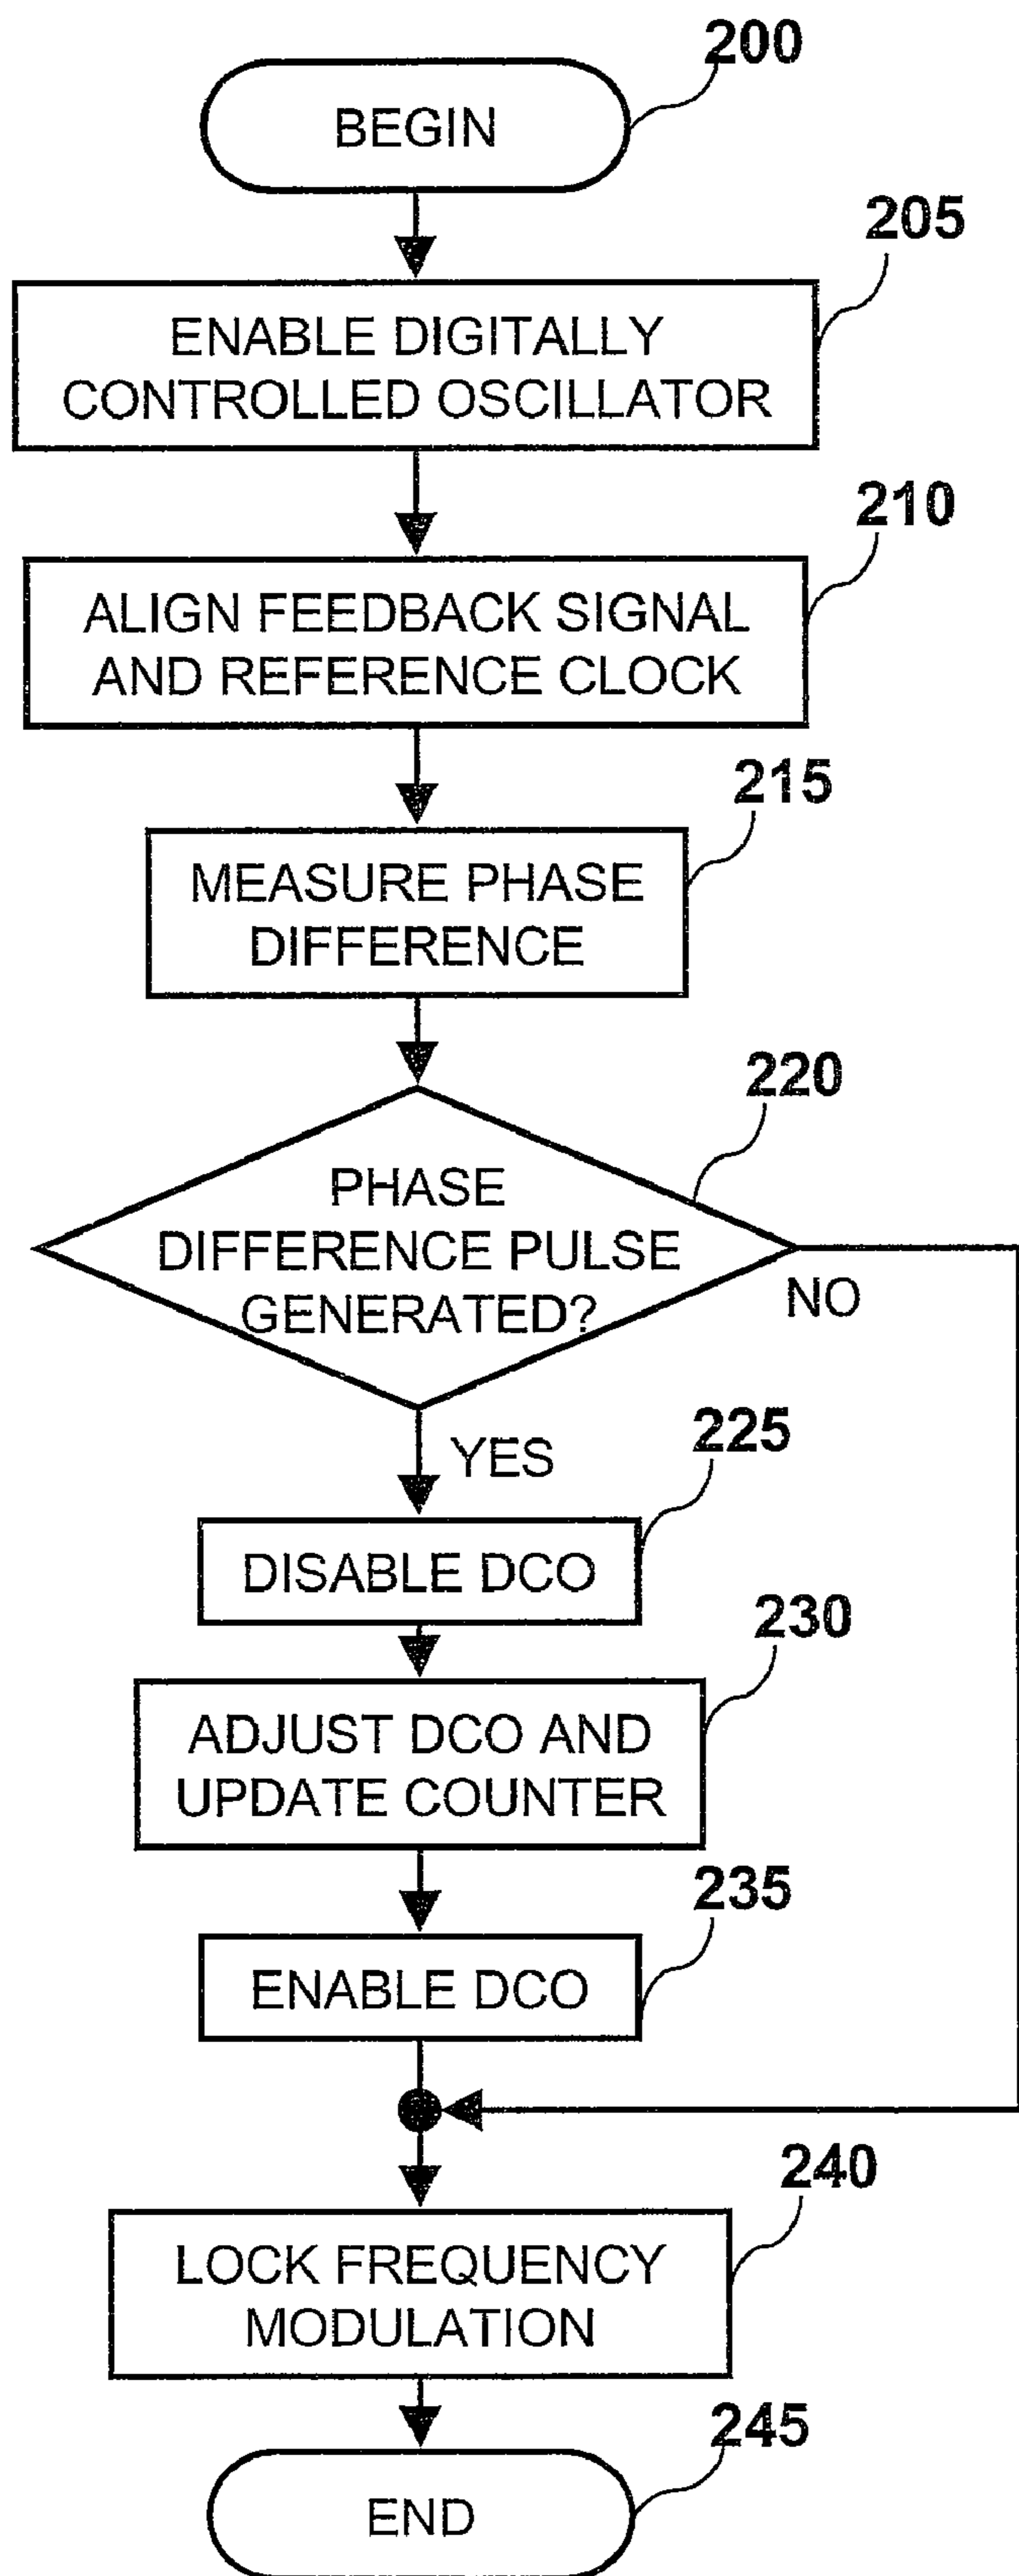 200
BEGIN
205
ENABLE DIGITALLY
CONTROLLED OSCILLATOR
210
ALIGN FEEDBACK SIGNAL
AND REFERENCE CLOCK
215
MEASURE PHASE
DIFFERENCE
220
PHASE
DIFFERENCE PULSE
GENERATED?
NO
YES
225
DISABLE DCO
230
ADJUST DCO AND
UPDATE COUNTER
235
ENABLE DCO
240
LOCK FREQUENCY
MODULATION
245
END